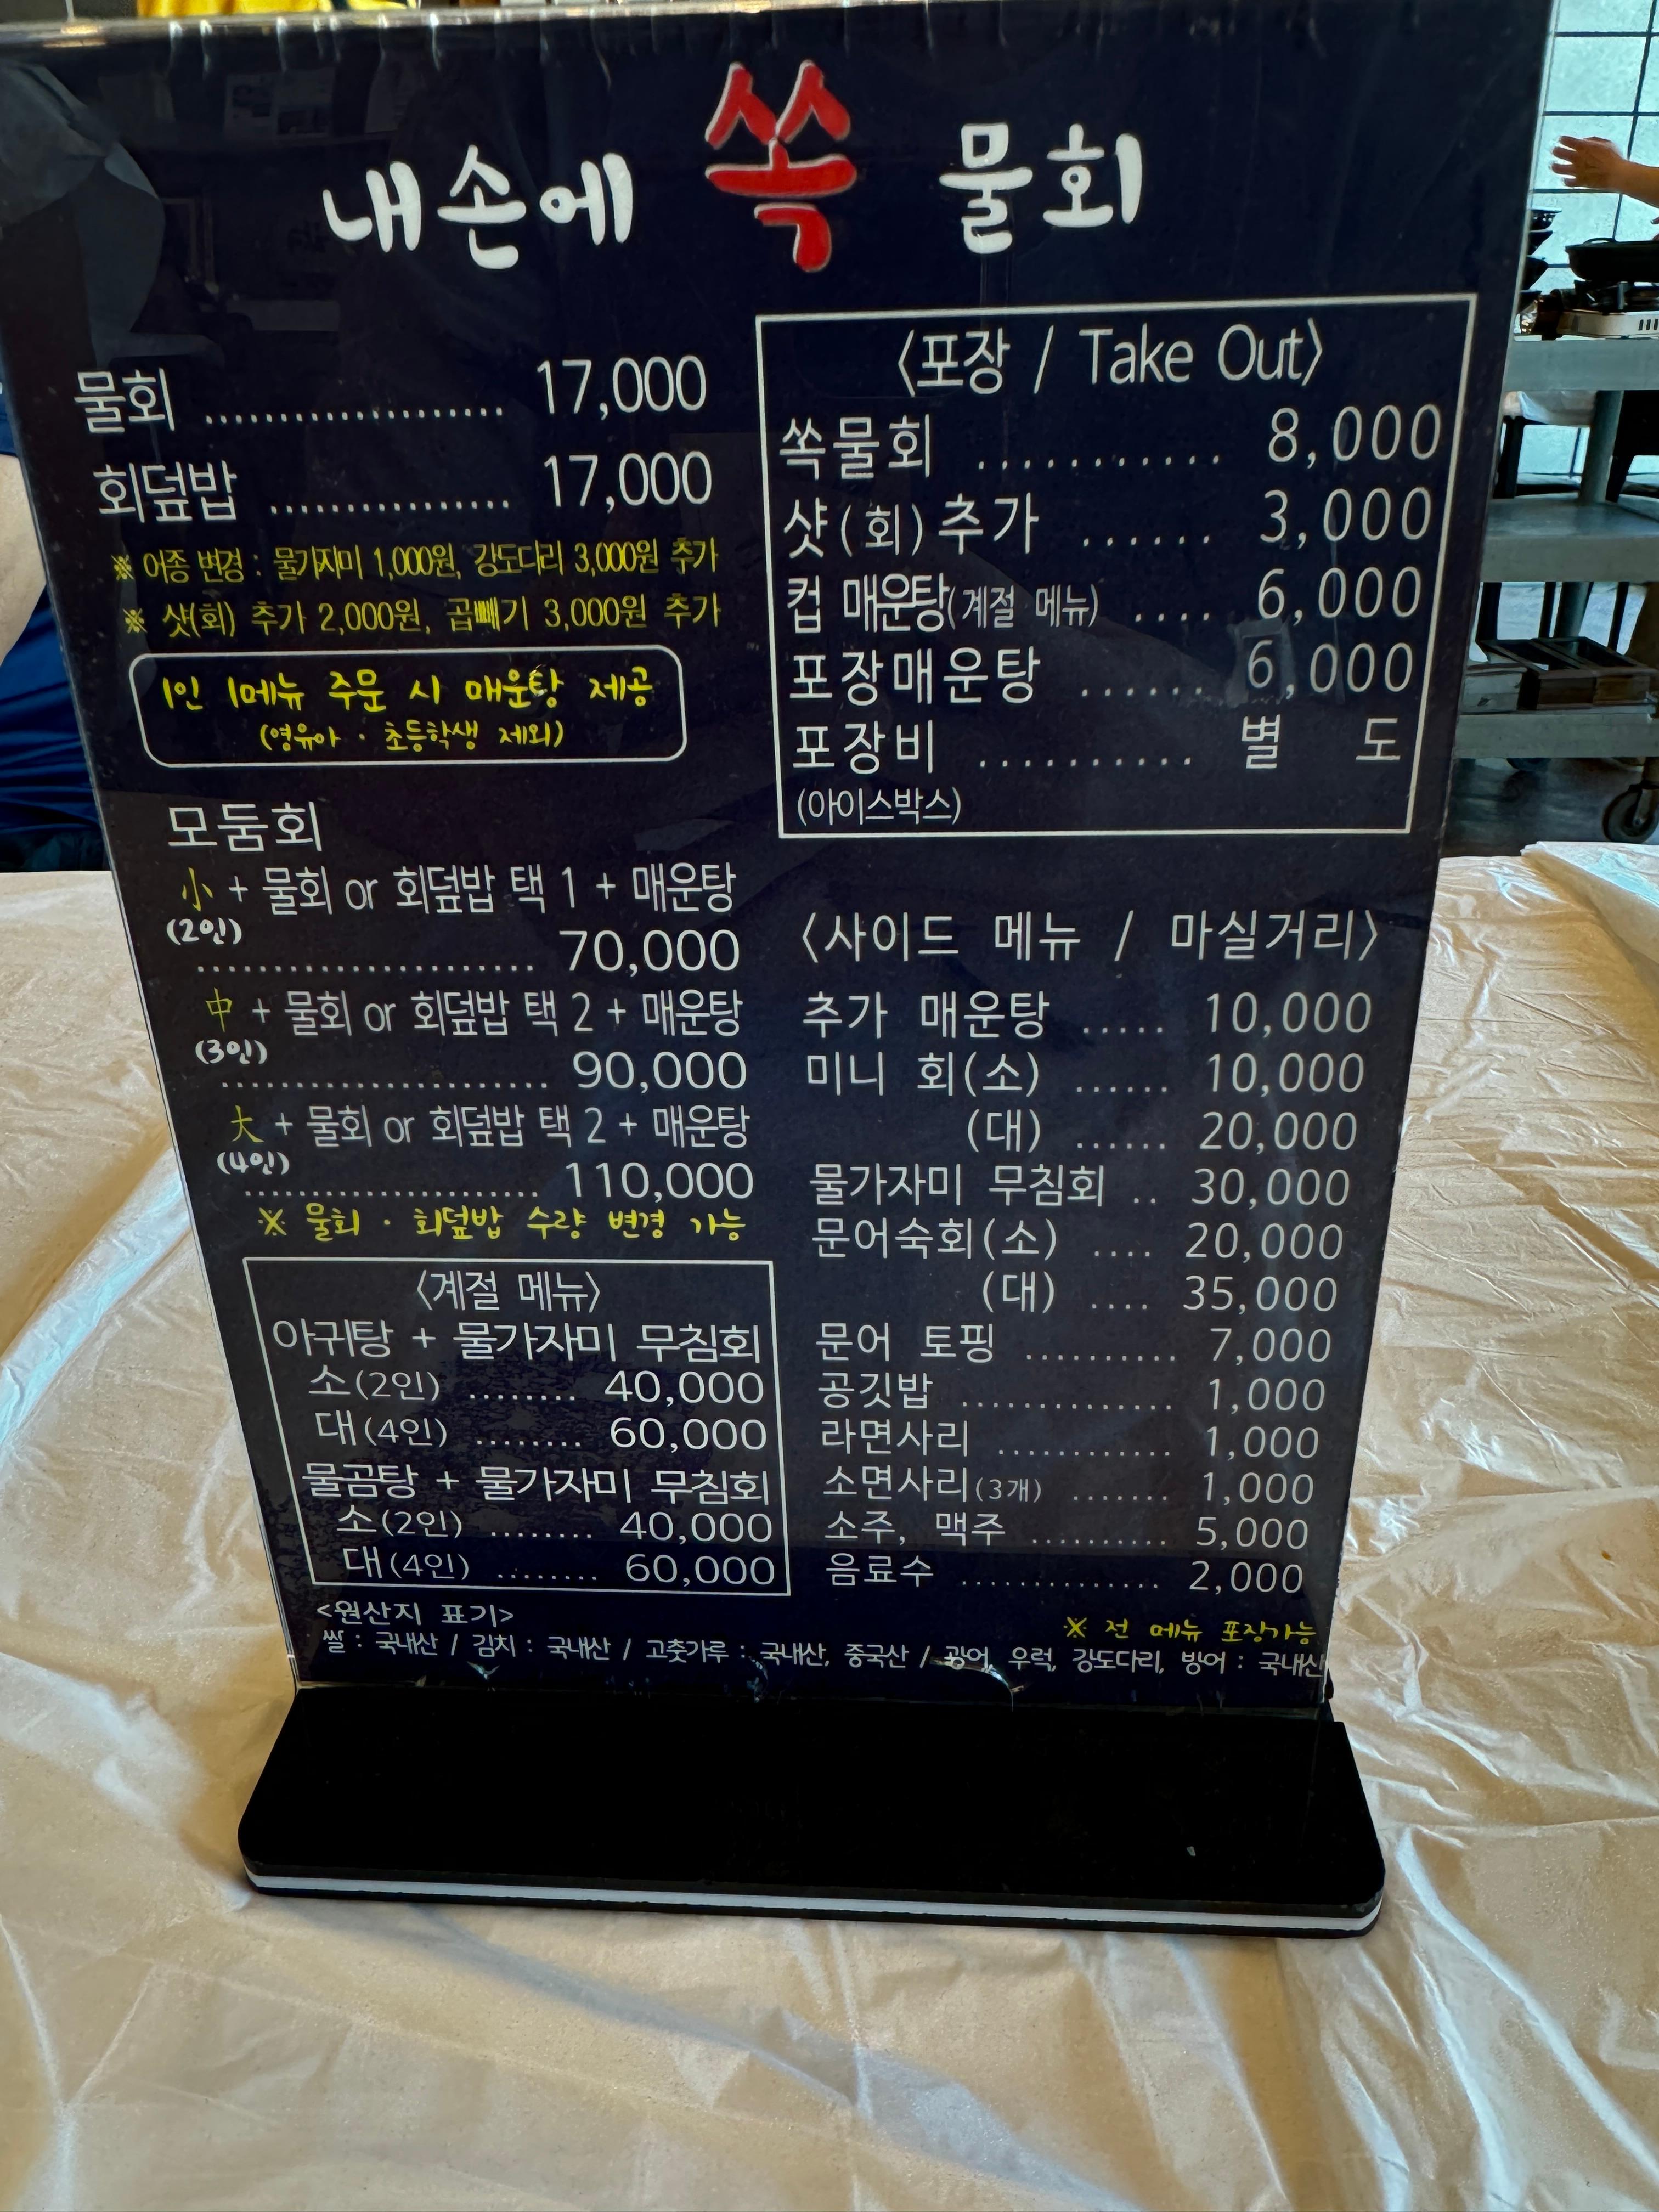 내손에 쏙 물회
물회 .................... 17,000
회덮밥 ................ 17,000
※ 어종 변경 : 물가자미 1,000원, 강도다리 3,000원 추가
※ 샷(회) 추가 2,000원, 곱빼기 3,000원 추가
1인 1메뉴 주문 시 매운탕 제공
(영유아 · 초등학생 제외)
모둠회
小 + 물회 or 회덮밥 택 1 + 매운탕
(2인)
...................... 70,000
中 + 물회 or 회덮밥 택 2 + 매운탕
(3인)
...................... 90,000
大 + 물회 or 회덮밥 택 2 + 매운탕
(4인)
...................... 110,000
※ 물회 · 회덮밥 수량 변경 가능
〈계절 메뉴〉
아귀탕 + 물가자미 무침회
소(2인) ........ 40,000
대(4인) ........ 60,000
물곰탕 + 물가자미 무침회
소(2인) ........ 40,000
대(4인) ........ 60,000
〈포장 / Take Out〉
쏙물회 ........... 8,000
샷(회)추가 ...... 3,000
컵 매운탕(계절 메뉴) .... 6,000
포장매운탕 ...... 6,000
포장비 .......... 별 도
(아이스박스)
〈사이드 메뉴 / 마실거리〉
추가 매운탕 ..... 10,000
미니 회(소) ...... 10,000
(대) ...... 20,000
물가자미 무침회 .. 30,000
문어숙회(소) .... 20,000
(대) .... 35,000
문어 토핑 .......... 7,000
공깃밥 ............... 1,000
라면사리 ............ 1,000
소면사리(3개) ....... 1,000
소주, 맥주 .......... 5,000
음료수 .............. 2,000
※ 전 메뉴 포장가능
<원산지 표기>
쌀 : 국내산 / 김치 : 국내산 / 고춧가루 : 국내산, 중국산 / 광어, 우럭, 강도다리, 방어 : 국내산